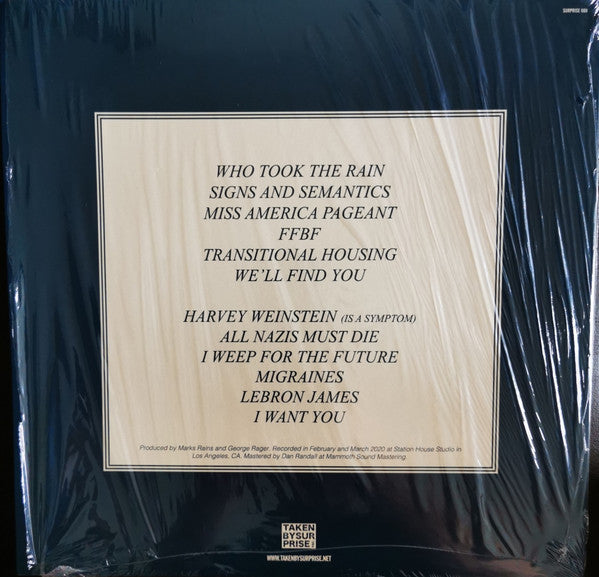 SURPRISE 069
WHO TOOK THE RAIN
SIGNS AND SEMANTICS
MISS AMERICA PAGEANT
FFBF
TRANSITIONAL HOUSING
WE'LL FIND YOU
HARVEY WEINSTEIN (IS A SYMPTOM)
ALL NAZIS MUST DIE
I WEEP FOR THE FUTURE
MIGRAINES
LEBRON JAMES
I WANT YOU
Produced by Marks Rains and George Rager. Recorded in February and March 2020 at Station House Studio in
Los Angeles, CA. Mastered by Dan Randall at Mammoth Sound Mastering.
TAKEN
BYSUR
PRISE
WWW.TAKENBYSURPRISE.NET